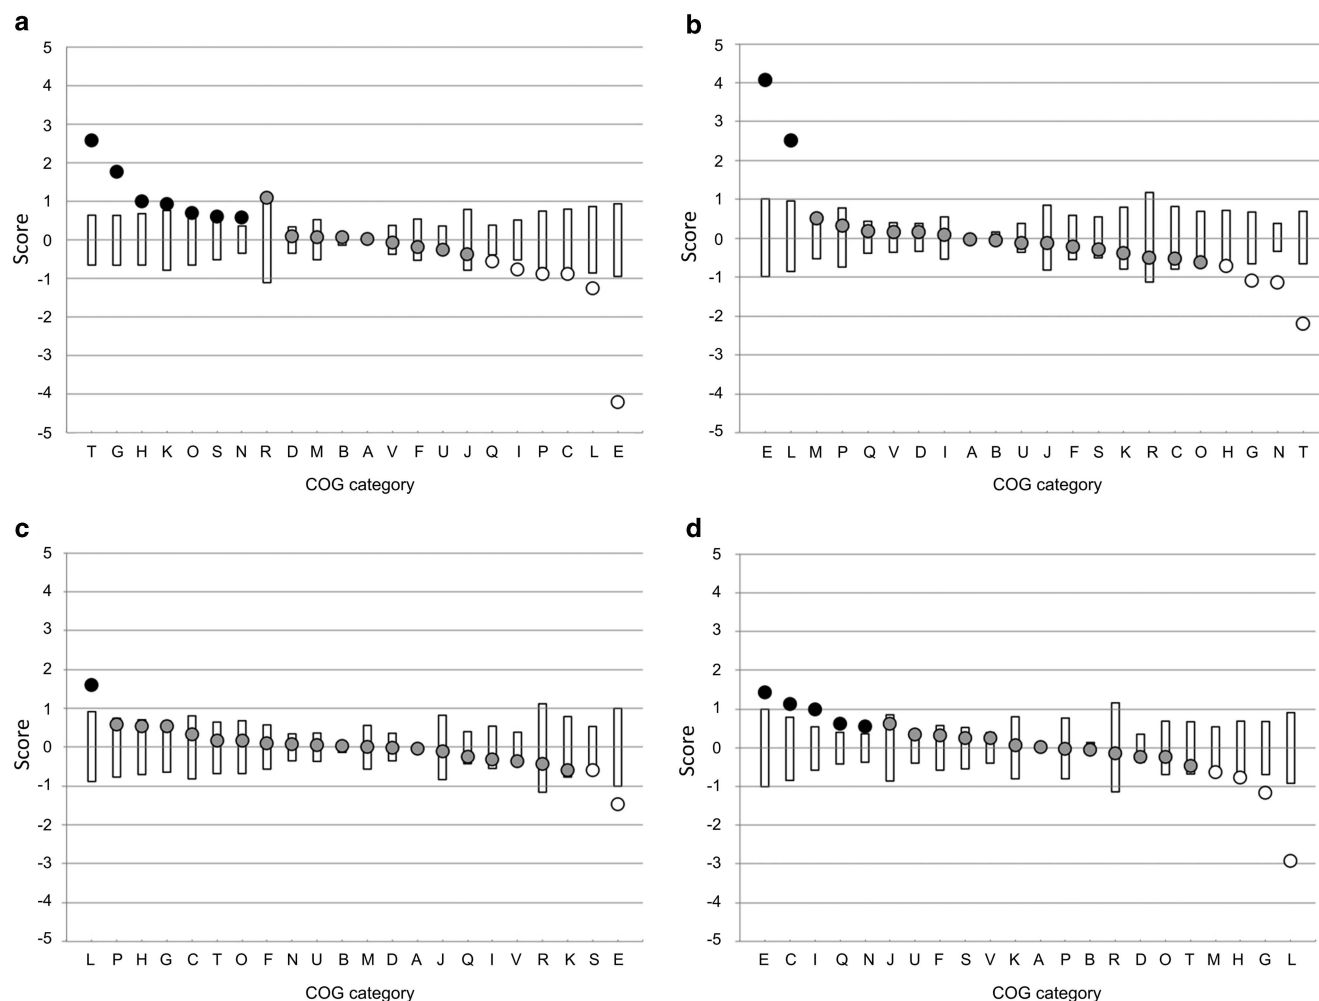 a
5
4
3
2
1
0
-1
-2
-3
-4
-5
Score
T G H K O S N R D M B A V F U J Q I P C L E
COG category
b
5
4
3
2
1
0
-1
-2
-3
-4
-5
Score
E L M P Q V D I A B U J F S K R C O H G N T
COG category
c
5
4
3
2
1
0
-1
-2
-3
-4
-5
Score
L P H G C T O F N U B M D A J Q I V R K S E
COG category
d
5
4
3
2
1
0
-1
-2
-3
-4
-5
Score
E C I Q N J U F S V K A P B R D O T M H G L
COG category